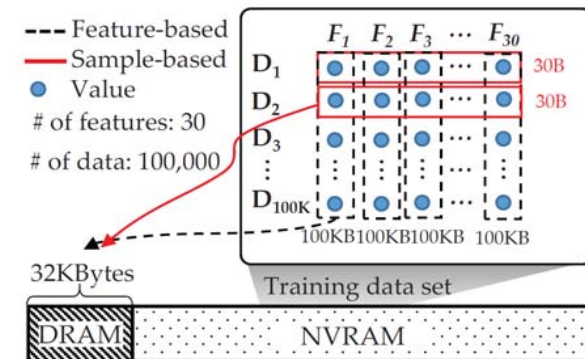 Feature-based
Sample-based
Value
# of features: 30
# of data: 100,000
F1 F2 F3 ··· F30
D1 ··· 30B
D2 ··· 30B
D3 ···
⋮ ⋮ ⋮ ⋮ ··· ⋮
D100K ···
100KB 100KB 100KB 100KB
32KBytes
Training data set
DRAM NVRAM